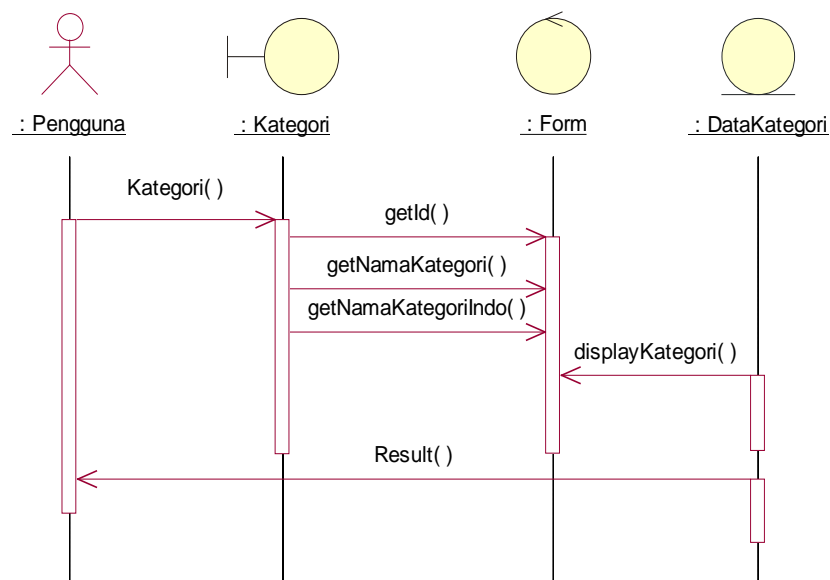 : Pengguna
: Kategori
: Form
: DataKategori
Kategori( )
getId( )
getNamaKategori( )
getNamaKategoriIndo( )
displayKategori( )
Result( )